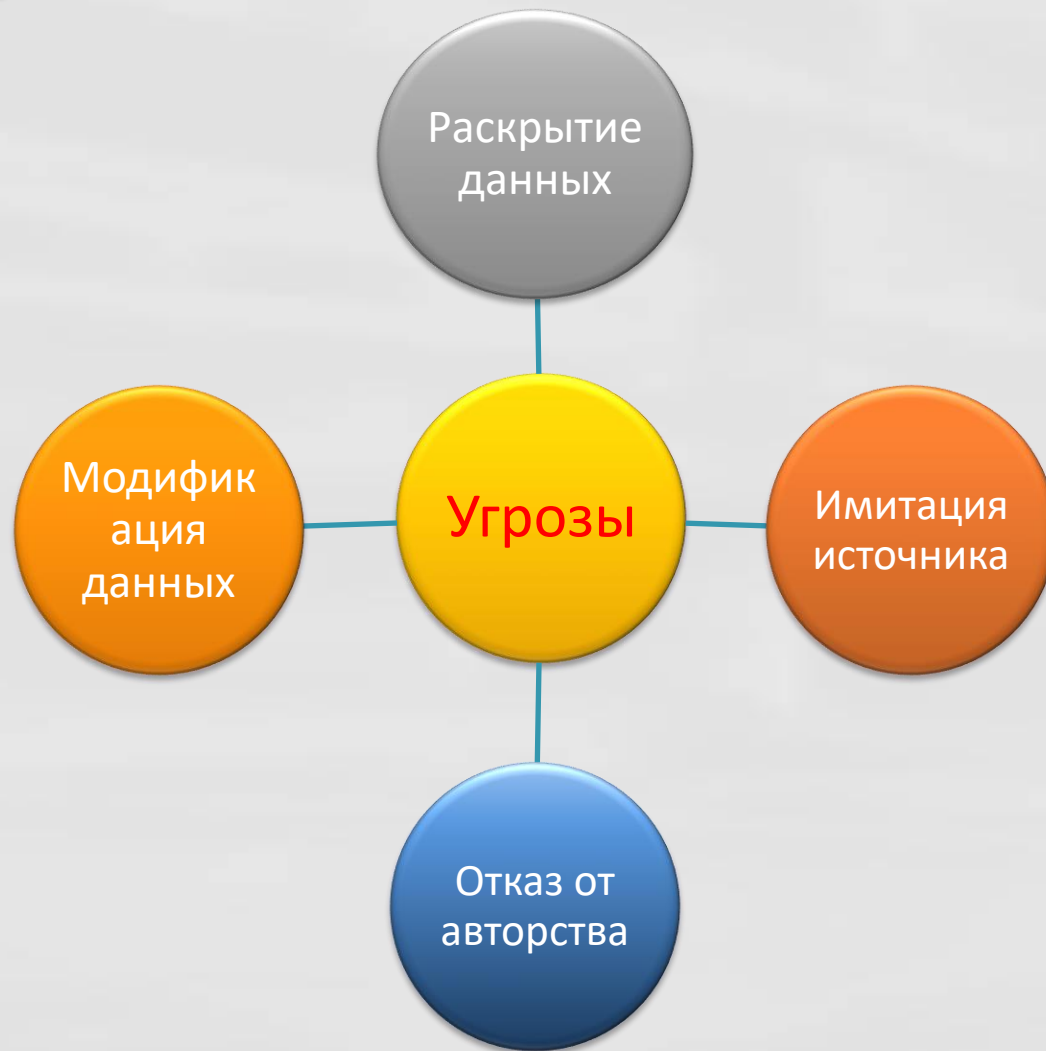 Раскрытие
данных
Модифик
ация
данных
Угрозы
Имитация
источника
Отказ от
авторства